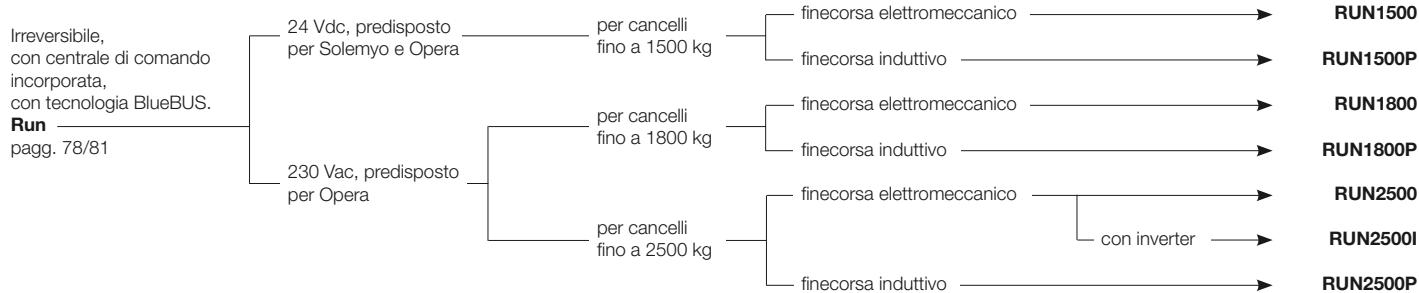 Irreversibile,
con centrale di comando
incorporata,
con tecnologia BlueBUS.
Run
pagg. 78/81
24 Vdc, predisposto
per Solemyo e Opera
per cancelli
fino a 1500 kg
finecorsa elettromeccanico
RUN1500
finecorsa induttivo
RUN1500P
230 Vac, predisposto
per Opera
per cancelli
fino a 1800 kg
finecorsa elettromeccanico
RUN1800
finecorsa induttivo
RUN1800P
per cancelli
fino a 2500 kg
finecorsa elettromeccanico
RUN2500
con inverter
RUN2500I
finecorsa induttivo
RUN2500P